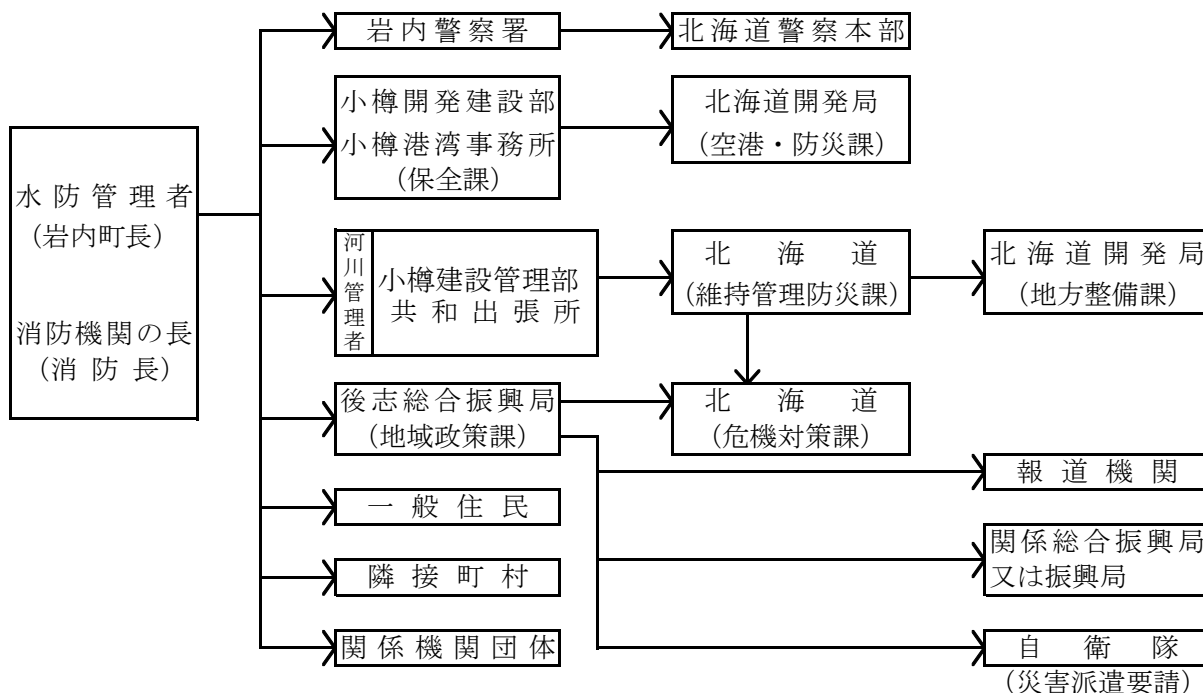 岩内警察署
北海道警察本部
小樽開発建設部
小樽港湾事務所
(保全課)
北海道開発局
(空港・防災課)
水防管理者
(岩内町長)
消防機関の長
(消防長)
河川管理者
小樽建設管理部
共和出張所
北海道
(維持管理防災課)
北海道開発局
(地方整備課)
後志総合振興局
(地域政策課)
北海道
(危機対策課)
報道機関
一般住民
関係総合振興局
又は振興局
隣接町村
関係機関団体
自衛隊
(災害派遣要請)